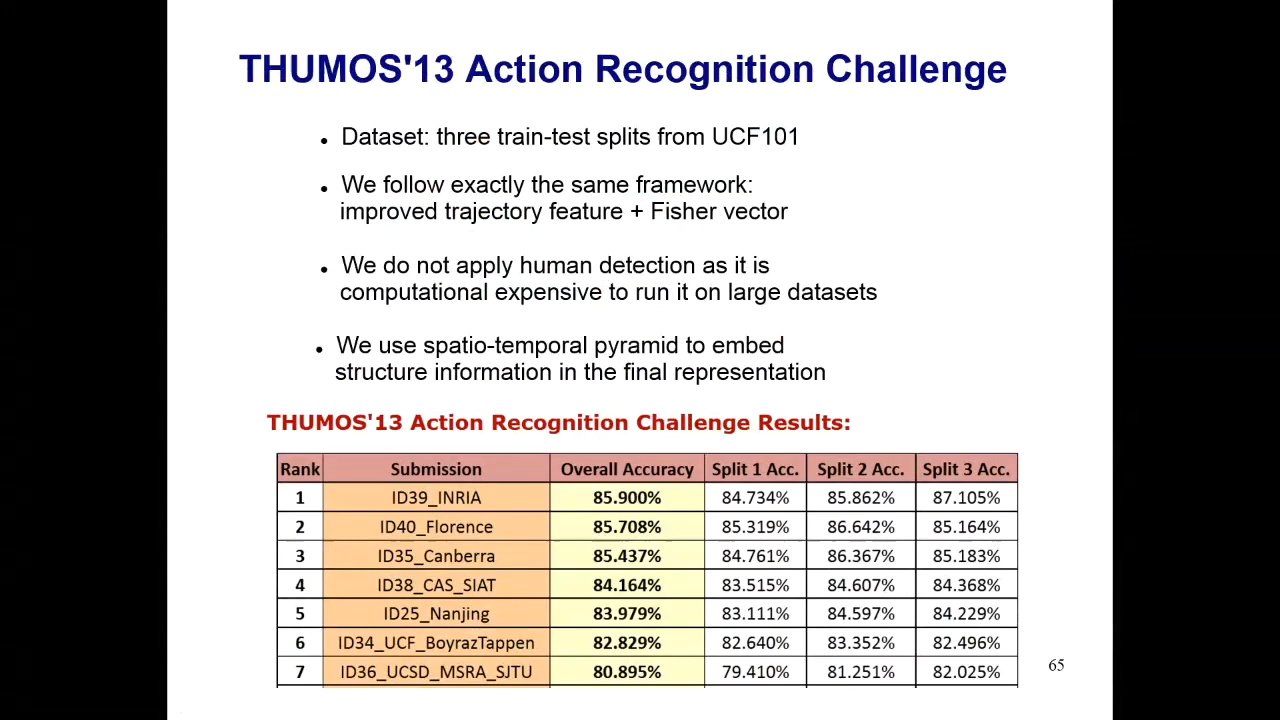 THUMOS'13 Action Recognition Challenge
• Dataset: three train-test splits from UCF101
• We follow exactly the same framework:
improved trajectory feature + Fisher vector
• We do not apply human detection as it is
computational expensive to run it on large datasets
• We use spatio-temporal pyramid to embed
structure information in the final representation
THUMOS'13 Action Recognition Challenge Results:
Rank Submission Overall Accuracy Split 1 Acc. Split 2 Acc. Split 3 Acc.
1 ID39_INRIA 85.900% 84.734% 85.862% 87.105%
2 ID40_Florence 85.708% 85.319% 86.642% 85.164%
3 ID35_Canberra 85.437% 84.761% 86.367% 85.183%
4 ID38_CAS_SIAT 84.164% 83.515% 84.607% 84.368%
5 ID25_Nanjing 83.979% 83.111% 84.597% 84.229%
6 ID34_UCF_BoyrazTappen 82.829% 82.640% 83.352% 82.496%
7 ID36_UCSD_MSRA_SJTU 80.895% 79.410% 81.251% 82.025%
65